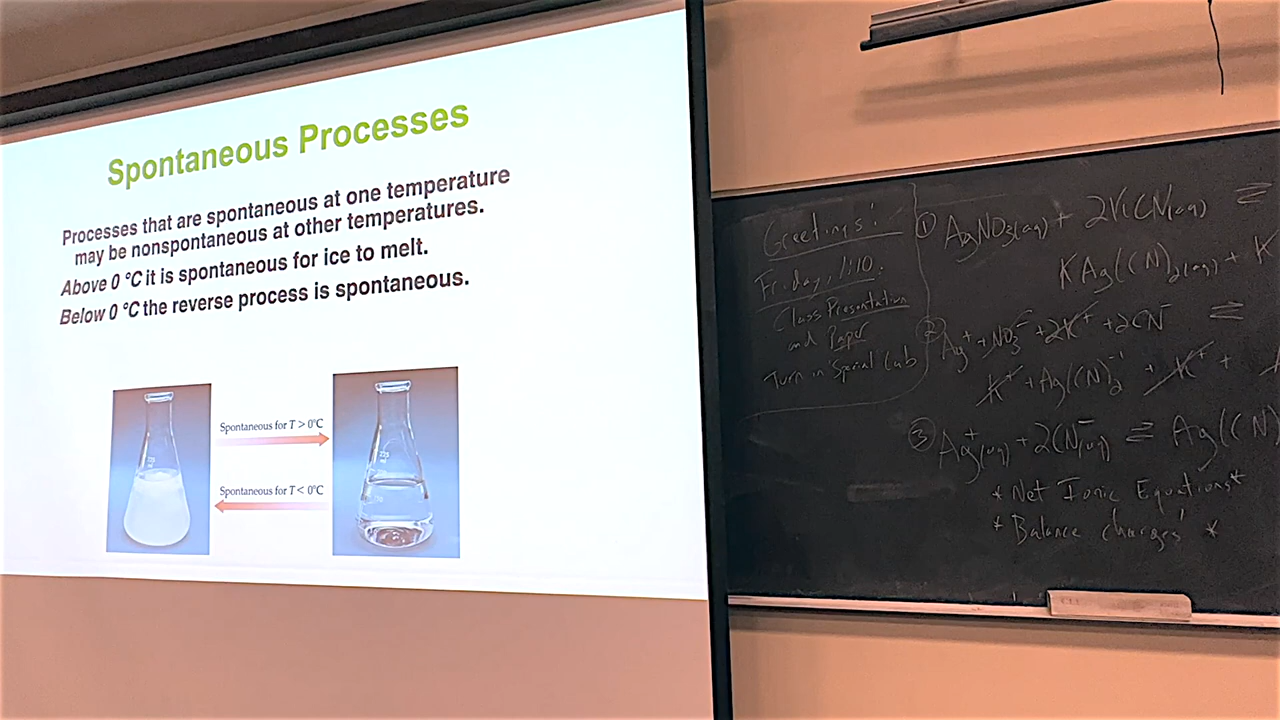 Spontaneous Processes
Processes that are spontaneous at one temperature
may be nonspontaneous at other temperatures.
Above 0 °C it is spontaneous for ice to melt.
Below 0 °C the reverse process is spontaneous.
Spontaneous for T > 0°C
Spontaneous for T < 0°C
Greetings!
Friday, 1:10.
Class Presentation
and Paper
Turn in Special Lab
① AgNO3(aq) + 2KCN(aq) ⇌
KAg(CN)2(aq) + K
② Ag+ + NO3- + 2K+ + 2CN- ⇌
K+ + Ag(CN)2-1 + K+ +
③ Ag+(aq) + 2CN-(aq) ⇌ Ag(CN)
* Net Ionic Equations *
* Balance charges! *